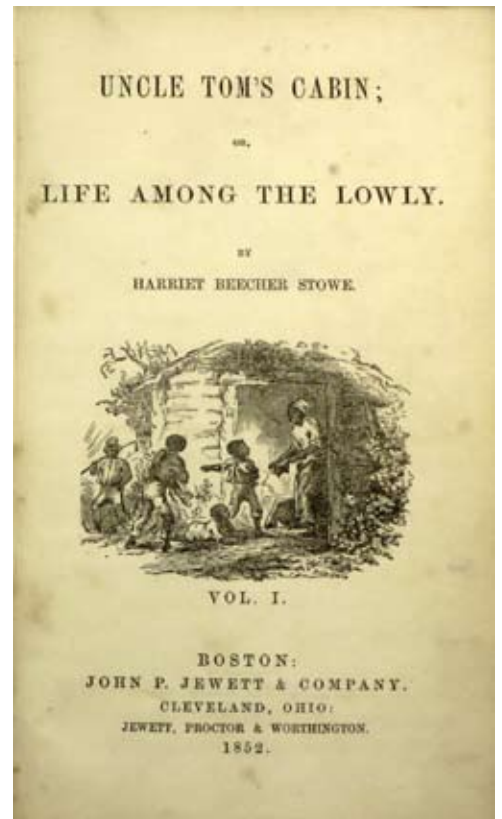 UNCLE TOM'S CABIN;
OR,
LIFE AMONG THE LOWLY.
BY
HARRIET BEECHER STOWE.
VOL. I.
BOSTON:
JOHN P. JEWETT & COMPANY.
CLEVELAND, OHIO:
JEWETT, PROCTOR & WORTHINGTON.
1852.